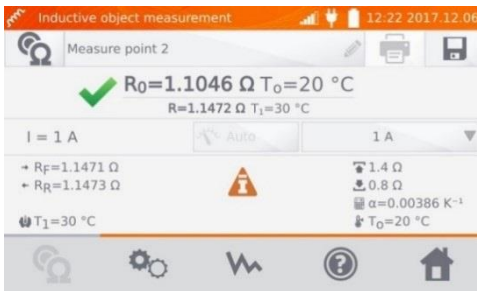 Inductive object measurement 12:22 2017.12.06
Measure point 2
R0=1.1046 Ω To=20 °C
R=1.1472 Ω T1=30 °C
I = 1 A Auto 1 A
→ RF=1.1471 Ω 1.4 Ω
← RR=1.1473 Ω 0.8 Ω
α=0.00386 K⁻¹
T1=30 °C To=20 °C